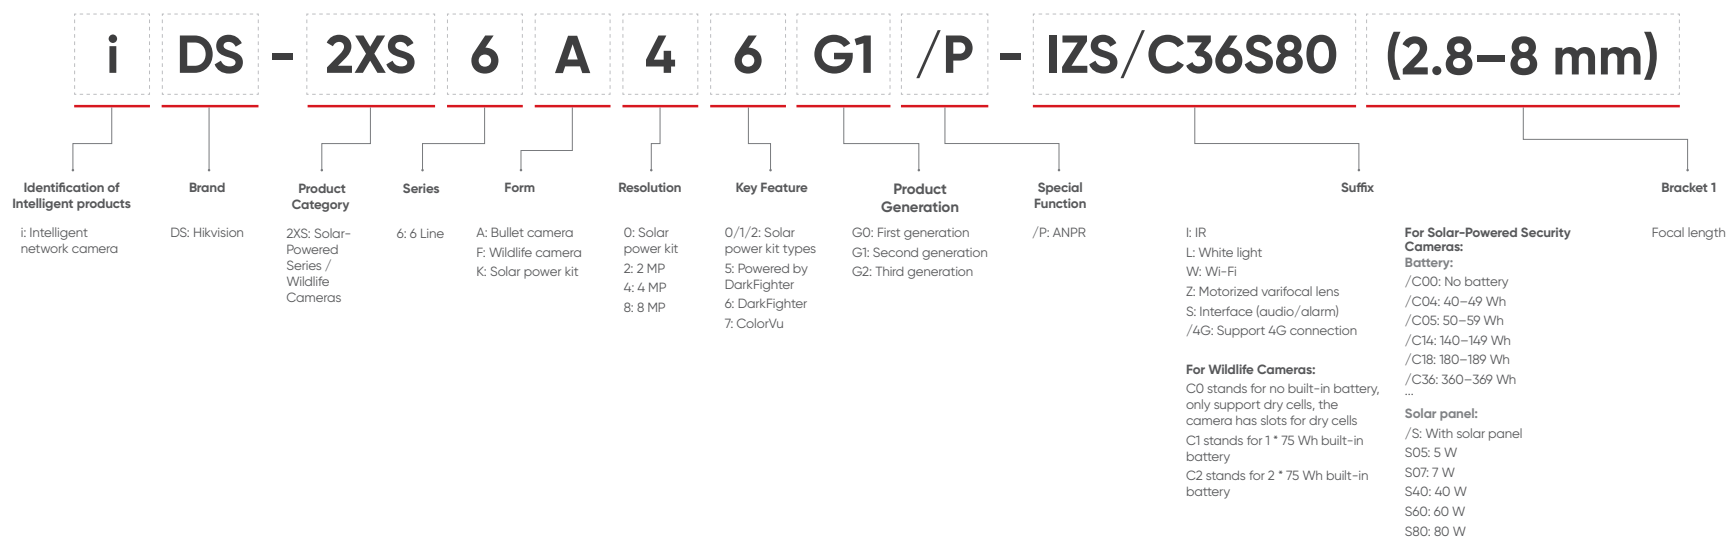 iDS-2XS6A46G1/P-IZS/C36S80(2.8–8 mm)
Identification of
Intelligent products
i: Intelligent
network camera
Brand
DS: Hikvision
Product
Category
2XS: Solar-
Powered
Series /
Wildlife
Cameras
Series
6: 6 Line
Form
A: Bullet camera
F: Wildlife camera
K: Solar power kit
Resolution
0: Solar
power kit
2: 2 MP
4: 4 MP
8: 8 MP
Key Feature
0/1/2: Solar
power kit types
5: Powered by
DarkFighter
6: DarkFighter
7: ColorVu
Product
Generation
G0: First generation
G1: Second generation
G2: Third generation
Special
Function
/P: ANPR
Suffix
I: IR
L: White light
W: Wi-Fi
Z: Motorized varifocal lens
S: Interface (audio/alarm)
/4G: Support 4G connection
For Wildlife Cameras:
C0 stands for no built-in battery,
only support dry cells, the
camera has slots for dry cells
C1 stands for 1 * 75 Wh built-in
battery
C2 stands for 2 * 75 Wh built-in
battery
For Solar-Powered Security
Cameras:
Battery:
/C00: No battery
/C04: 40–49 Wh
/C05: 50–59 Wh
/C14: 140–149 Wh
/C18: 180–189 Wh
/C36: 360–369 Wh
...
Solar panel:
/S: With solar panel
S05: 5 W
S07: 7 W
S40: 40 W
S60: 60 W
S80: 80 W
Bracket 1
Focal length